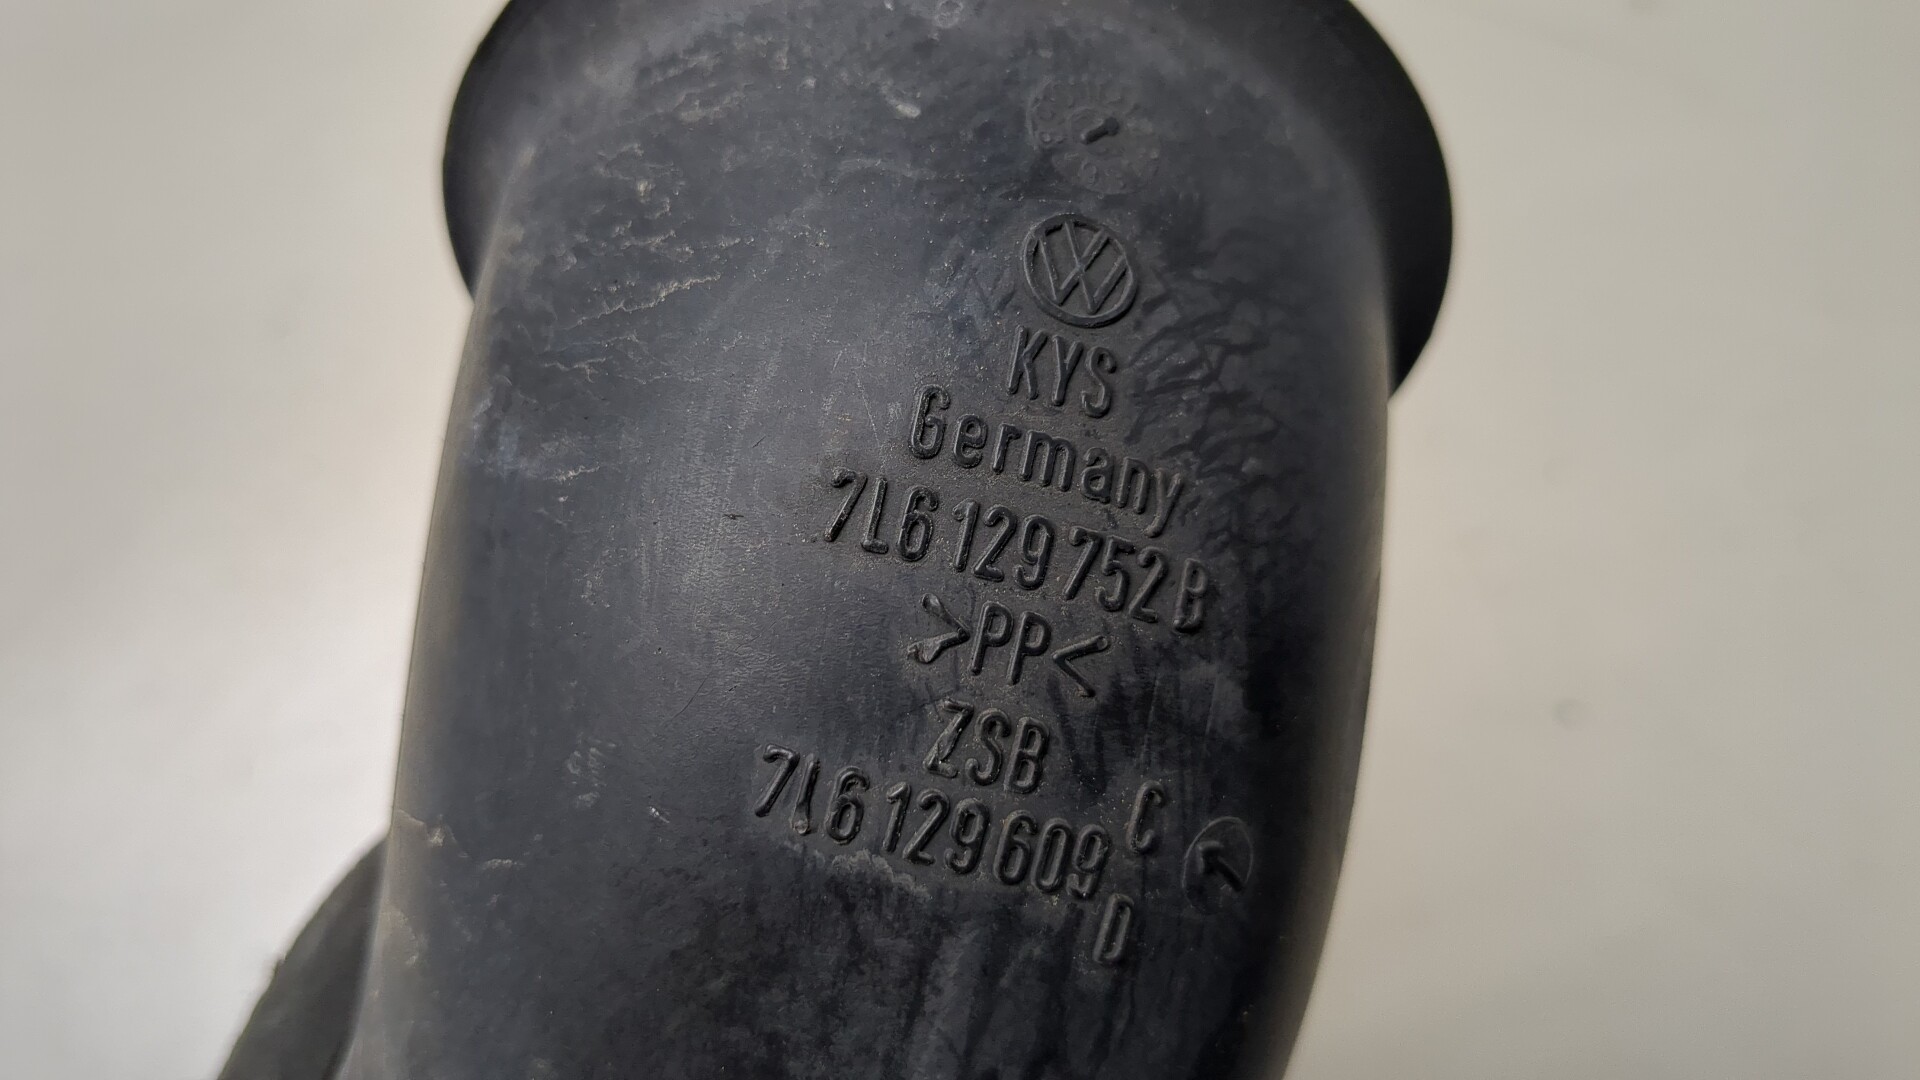 KYS
Germany
7L6 129 752 B
>PP<
ZSB
7L6 129 609 C
D